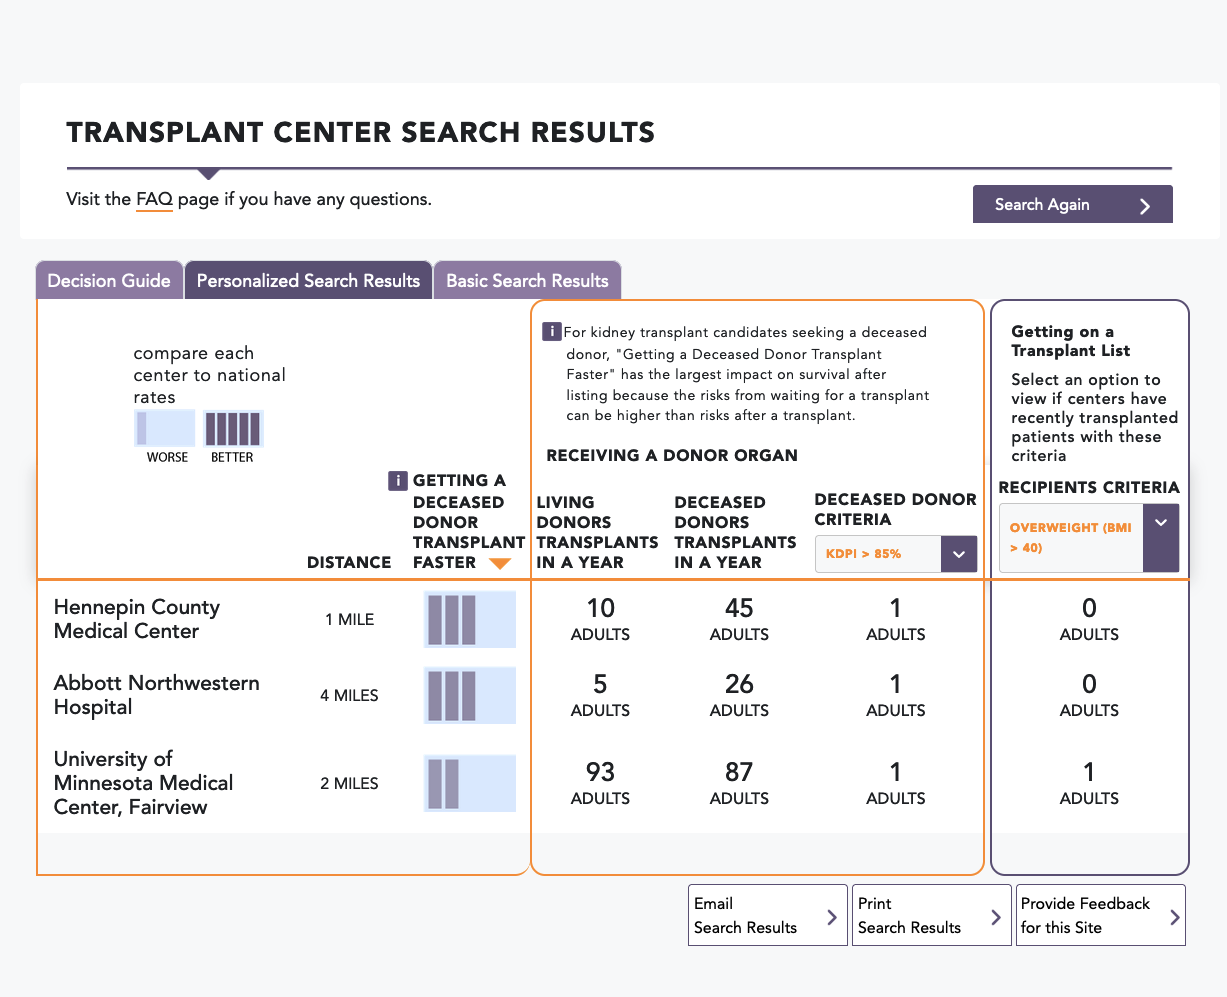 TRANSPLANT CENTER SEARCH RESULTS
Visit the FAQ page if you have any questions.
Search Again
Decision Guide
Personalized Search Results
Basic Search Results
compare each
center to national
rates
WORSE
BETTER
DISTANCE
i GETTING A
DECEASED
DONOR
TRANSPLANT
FASTER
i For kidney transplant candidates seeking a deceased
donor, "Getting a Deceased Donor Transplant
Faster" has the largest impact on survival after
listing because the risks from waiting for a transplant
can be higher than risks after a transplant.
RECEIVING A DONOR ORGAN
LIVING
DONORS
TRANSPLANTS
IN A YEAR
DECEASED
DONORS
TRANSPLANTS
IN A YEAR
DECEASED DONOR
CRITERIA
KDPI > 85%
Getting on a
Transplant List
Select an option to
view if centers have
recently transplanted
patients with these
criteria
RECIPIENTS CRITERIA
OVERWEIGHT (BMI
> 40)
Hennepin County
Medical Center
1 MILE
10
ADULTS
45
ADULTS
1
ADULTS
0
ADULTS
Abbott Northwestern
Hospital
4 MILES
5
ADULTS
26
ADULTS
1
ADULTS
0
ADULTS
University of
Minnesota Medical
Center, Fairview
2 MILES
93
ADULTS
87
ADULTS
1
ADULTS
1
ADULTS
Email
Search Results
Print
Search Results
Provide Feedback
for this Site